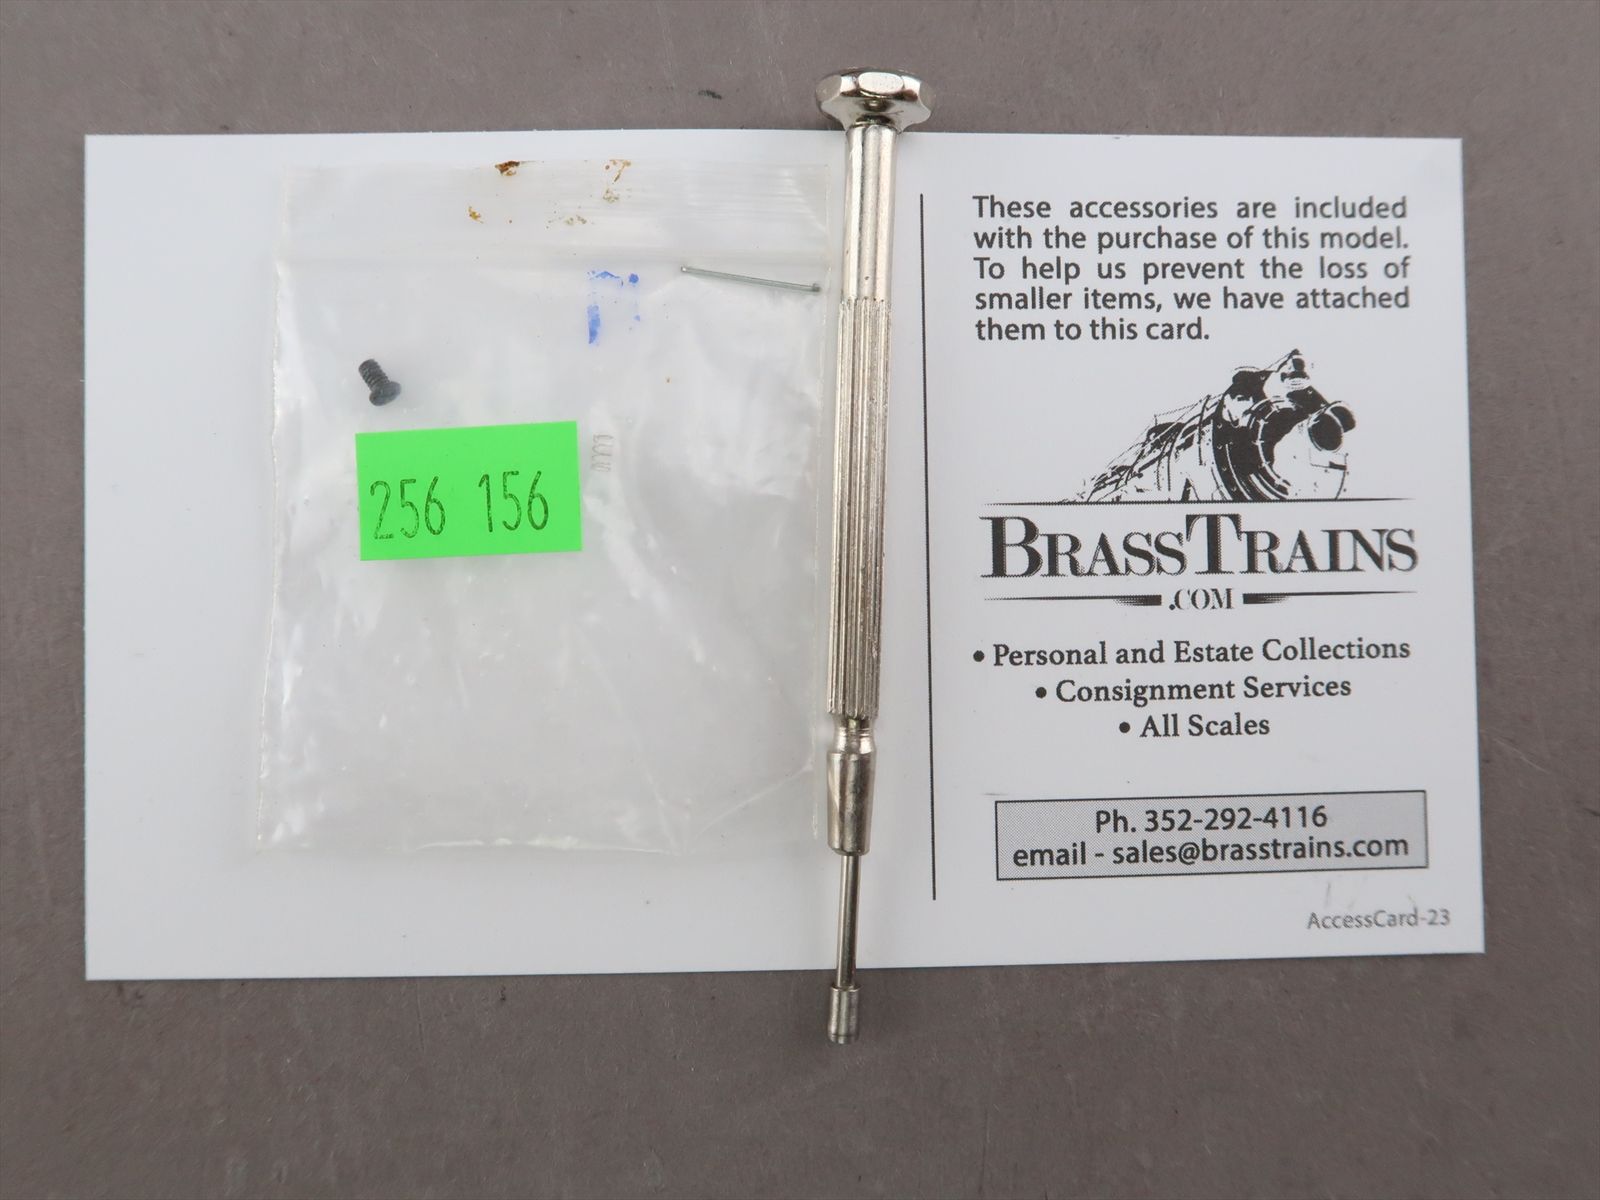 256 156
These accessories are included
with the purchase of this model.
To help us prevent the loss of
smaller items, we have attached
them to this card.
BRASSTRAINS
.COM
• Personal and Estate Collections
• Consignment Services
• All Scales
Ph. 352-292-4116
email - sales@brasstrains.com
AccessCard-23